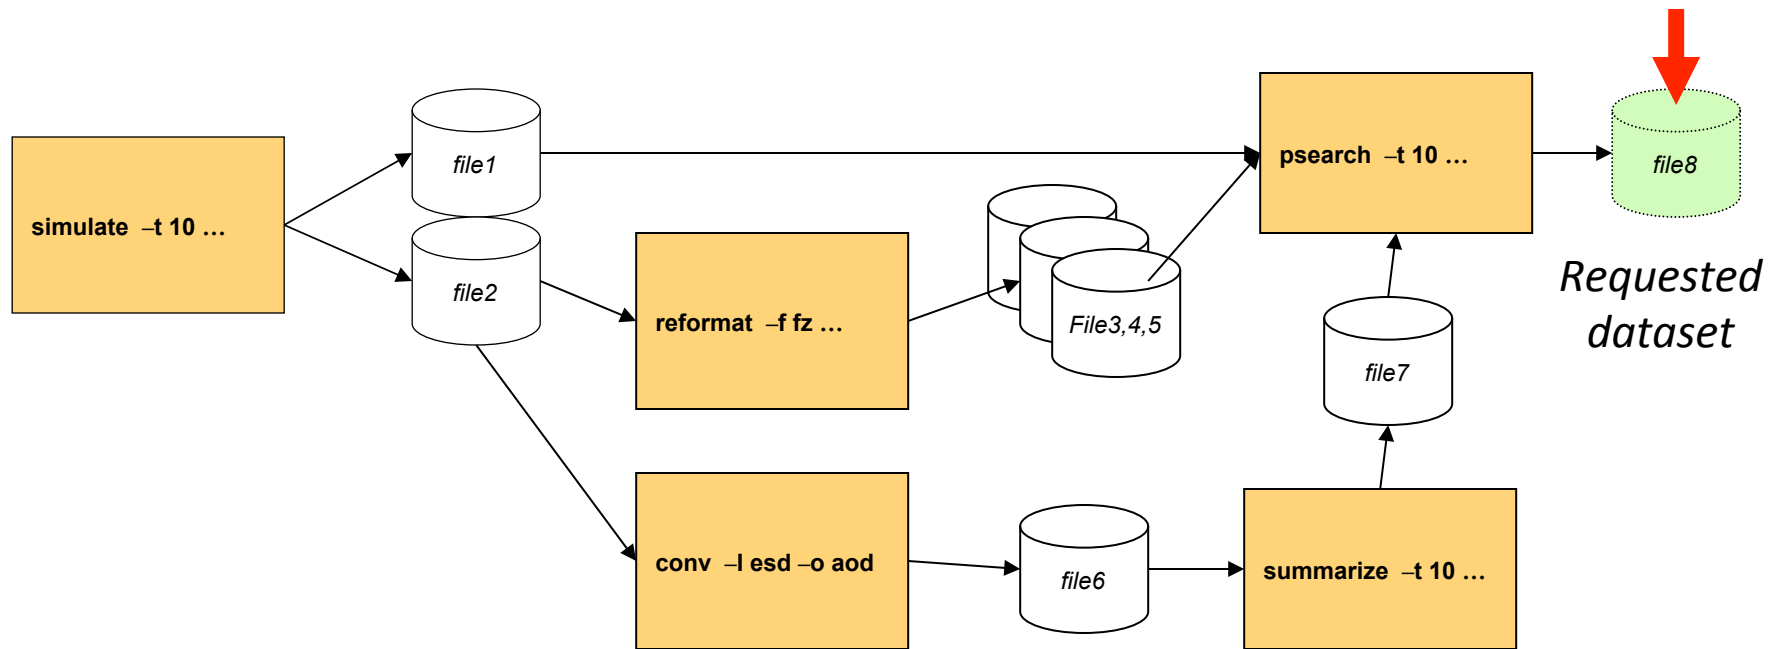 simulate –t 10 …
file1
file2
reformat –f fz …
File3,4,5
psearch –t 10 …
file8
Requested
dataset
file7
conv –l esd –o aod
file6
summarize –t 10 …